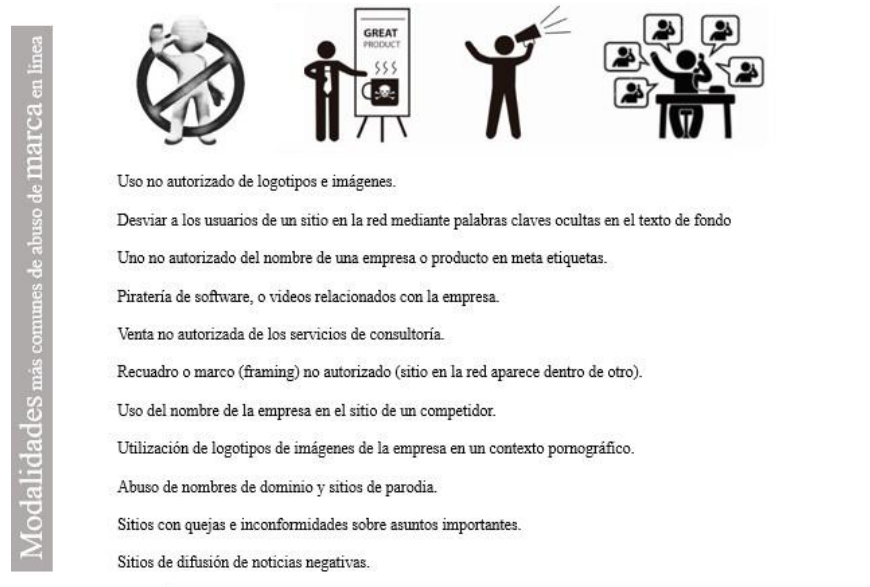 Modalidades más comunes de abuso de marca en linea
GREAT
PRODUCT
Uso no autorizado de logotipos e imágenes.
Desviar a los usuarios de un sitio en la red mediante palabras claves ocultas en el texto de fondo
Uno no autorizado del nombre de una empresa o producto en meta etiquetas.
Piratería de software, o videos relacionados con la empresa.
Venta no autorizada de los servicios de consultoría.
Recuadro o marco (framing) no autorizado (sitio en la red aparece dentro de otro).
Uso del nombre de la empresa en el sitio de un competidor.
Utilización de logotipos de imágenes de la empresa en un contexto pornográfico.
Abuso de nombres de dominio y sitios de parodia.
Sitios con quejas e inconformidades sobre asuntos importantes.
Sitios de difusión de noticias negativas.